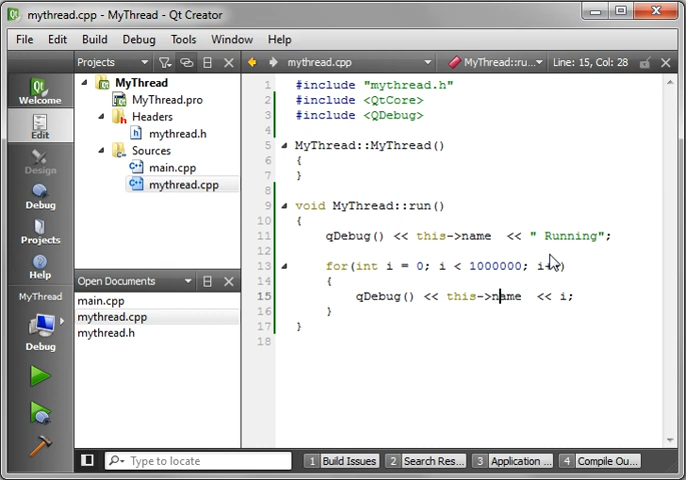 mythread.cpp - MyThread - Qt Creator
File Edit Build Debug Tools Window Help
Projects
mythread.cpp
MyThread::ru...
Line: 15, Col: 28
Welcome
Edit
Design
Debug
Projects
Help
MyThread
Debug
MyThread
MyThread.pro
Headers
mythread.h
Sources
main.cpp
mythread.cpp
Open Documents
main.cpp
mythread.cpp
mythread.h
1 #include "mythread.h"
2 #include <QtCore>
3 #include <QDebug>
4
5 MyThread::MyThread()
6 {
7 }
8
9 void MyThread::run()
10 {
11 qDebug() << this->name << " Running";
12
13 for(int i = 0; i < 1000000; i++)
14 {
15 qDebug() << this->name << i;
16 }
17 }
18
Type to locate
1 Build Issues
2 Search Res...
3 Application ...
4 Compile Ou...